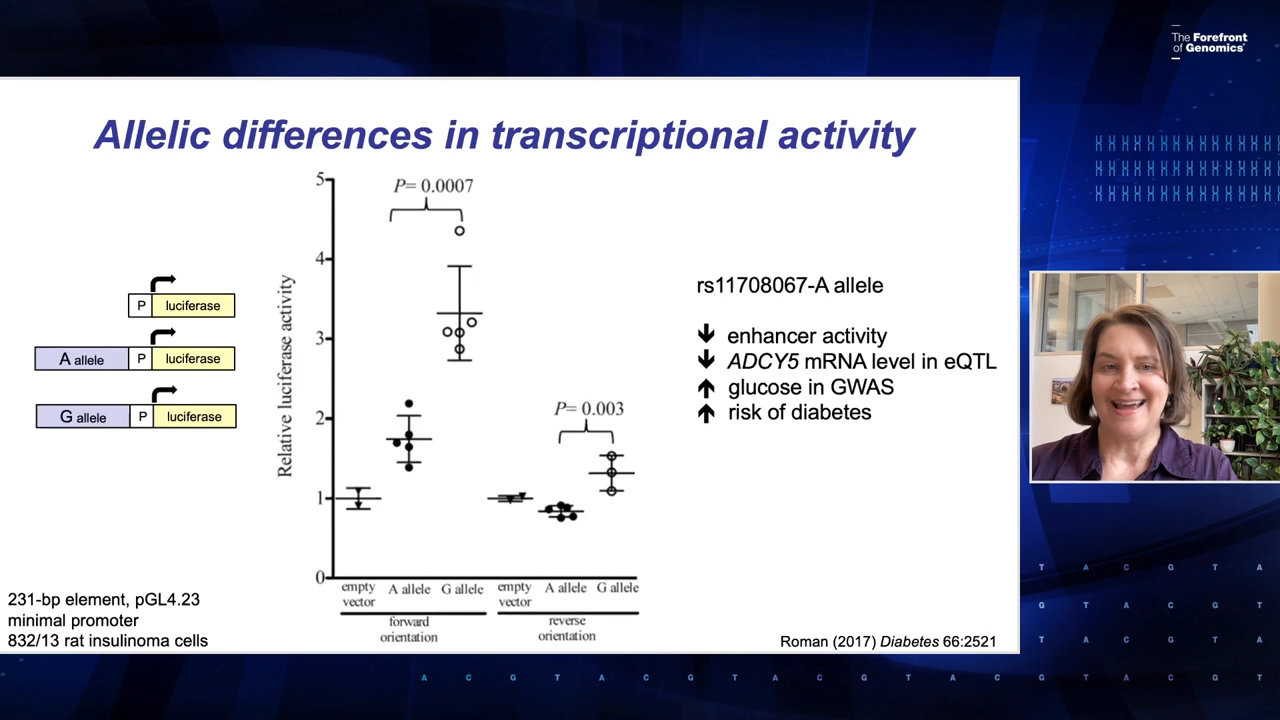 The Forefront
of Genomics
Allelic differences in transcriptional activity
P luciferase
A allele P luciferase
G allele P luciferase
Relative luciferase activity
5
4
3
2
1
0
P= 0.0007
P= 0.003
empty
vector
A allele
G allele
empty
vector
A allele
G allele
forward
orientation
reverse
orientation
rs11708067-A allele
↓ enhancer activity
↓ ADCY5 mRNA level in eQTL
↑ glucose in GWAS
↑ risk of diabetes
231-bp element, pGL4.23
minimal promoter
832/13 rat insulinoma cells
Roman (2017) Diabetes 66:2521
T A C G T A
G T A C G T
T A C G T A
A C G T A C G T A C G T A C G T A C G T